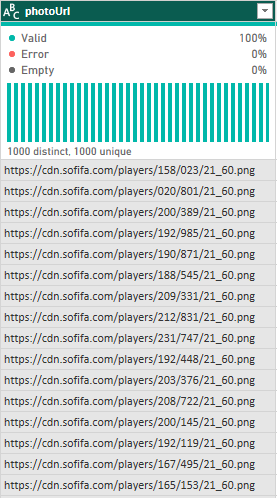 ABC photoUrl
Valid 100%
Error 0%
Empty 0%
1000 distinct, 1000 unique
https://cdn.sofifa.com/players/158/023/21_60.png
https://cdn.sofifa.com/players/020/801/21_60.png
https://cdn.sofifa.com/players/200/389/21_60.png
https://cdn.sofifa.com/players/192/985/21_60.png
https://cdn.sofifa.com/players/190/871/21_60.png
https://cdn.sofifa.com/players/188/545/21_60.png
https://cdn.sofifa.com/players/209/331/21_60.png
https://cdn.sofifa.com/players/212/831/21_60.png
https://cdn.sofifa.com/players/231/747/21_60.png
https://cdn.sofifa.com/players/192/448/21_60.png
https://cdn.sofifa.com/players/203/376/21_60.png
https://cdn.sofifa.com/players/208/722/21_60.png
https://cdn.sofifa.com/players/200/145/21_60.png
https://cdn.sofifa.com/players/192/119/21_60.png
https://cdn.sofifa.com/players/167/495/21_60.png
https://cdn.sofifa.com/players/165/153/21_60.png